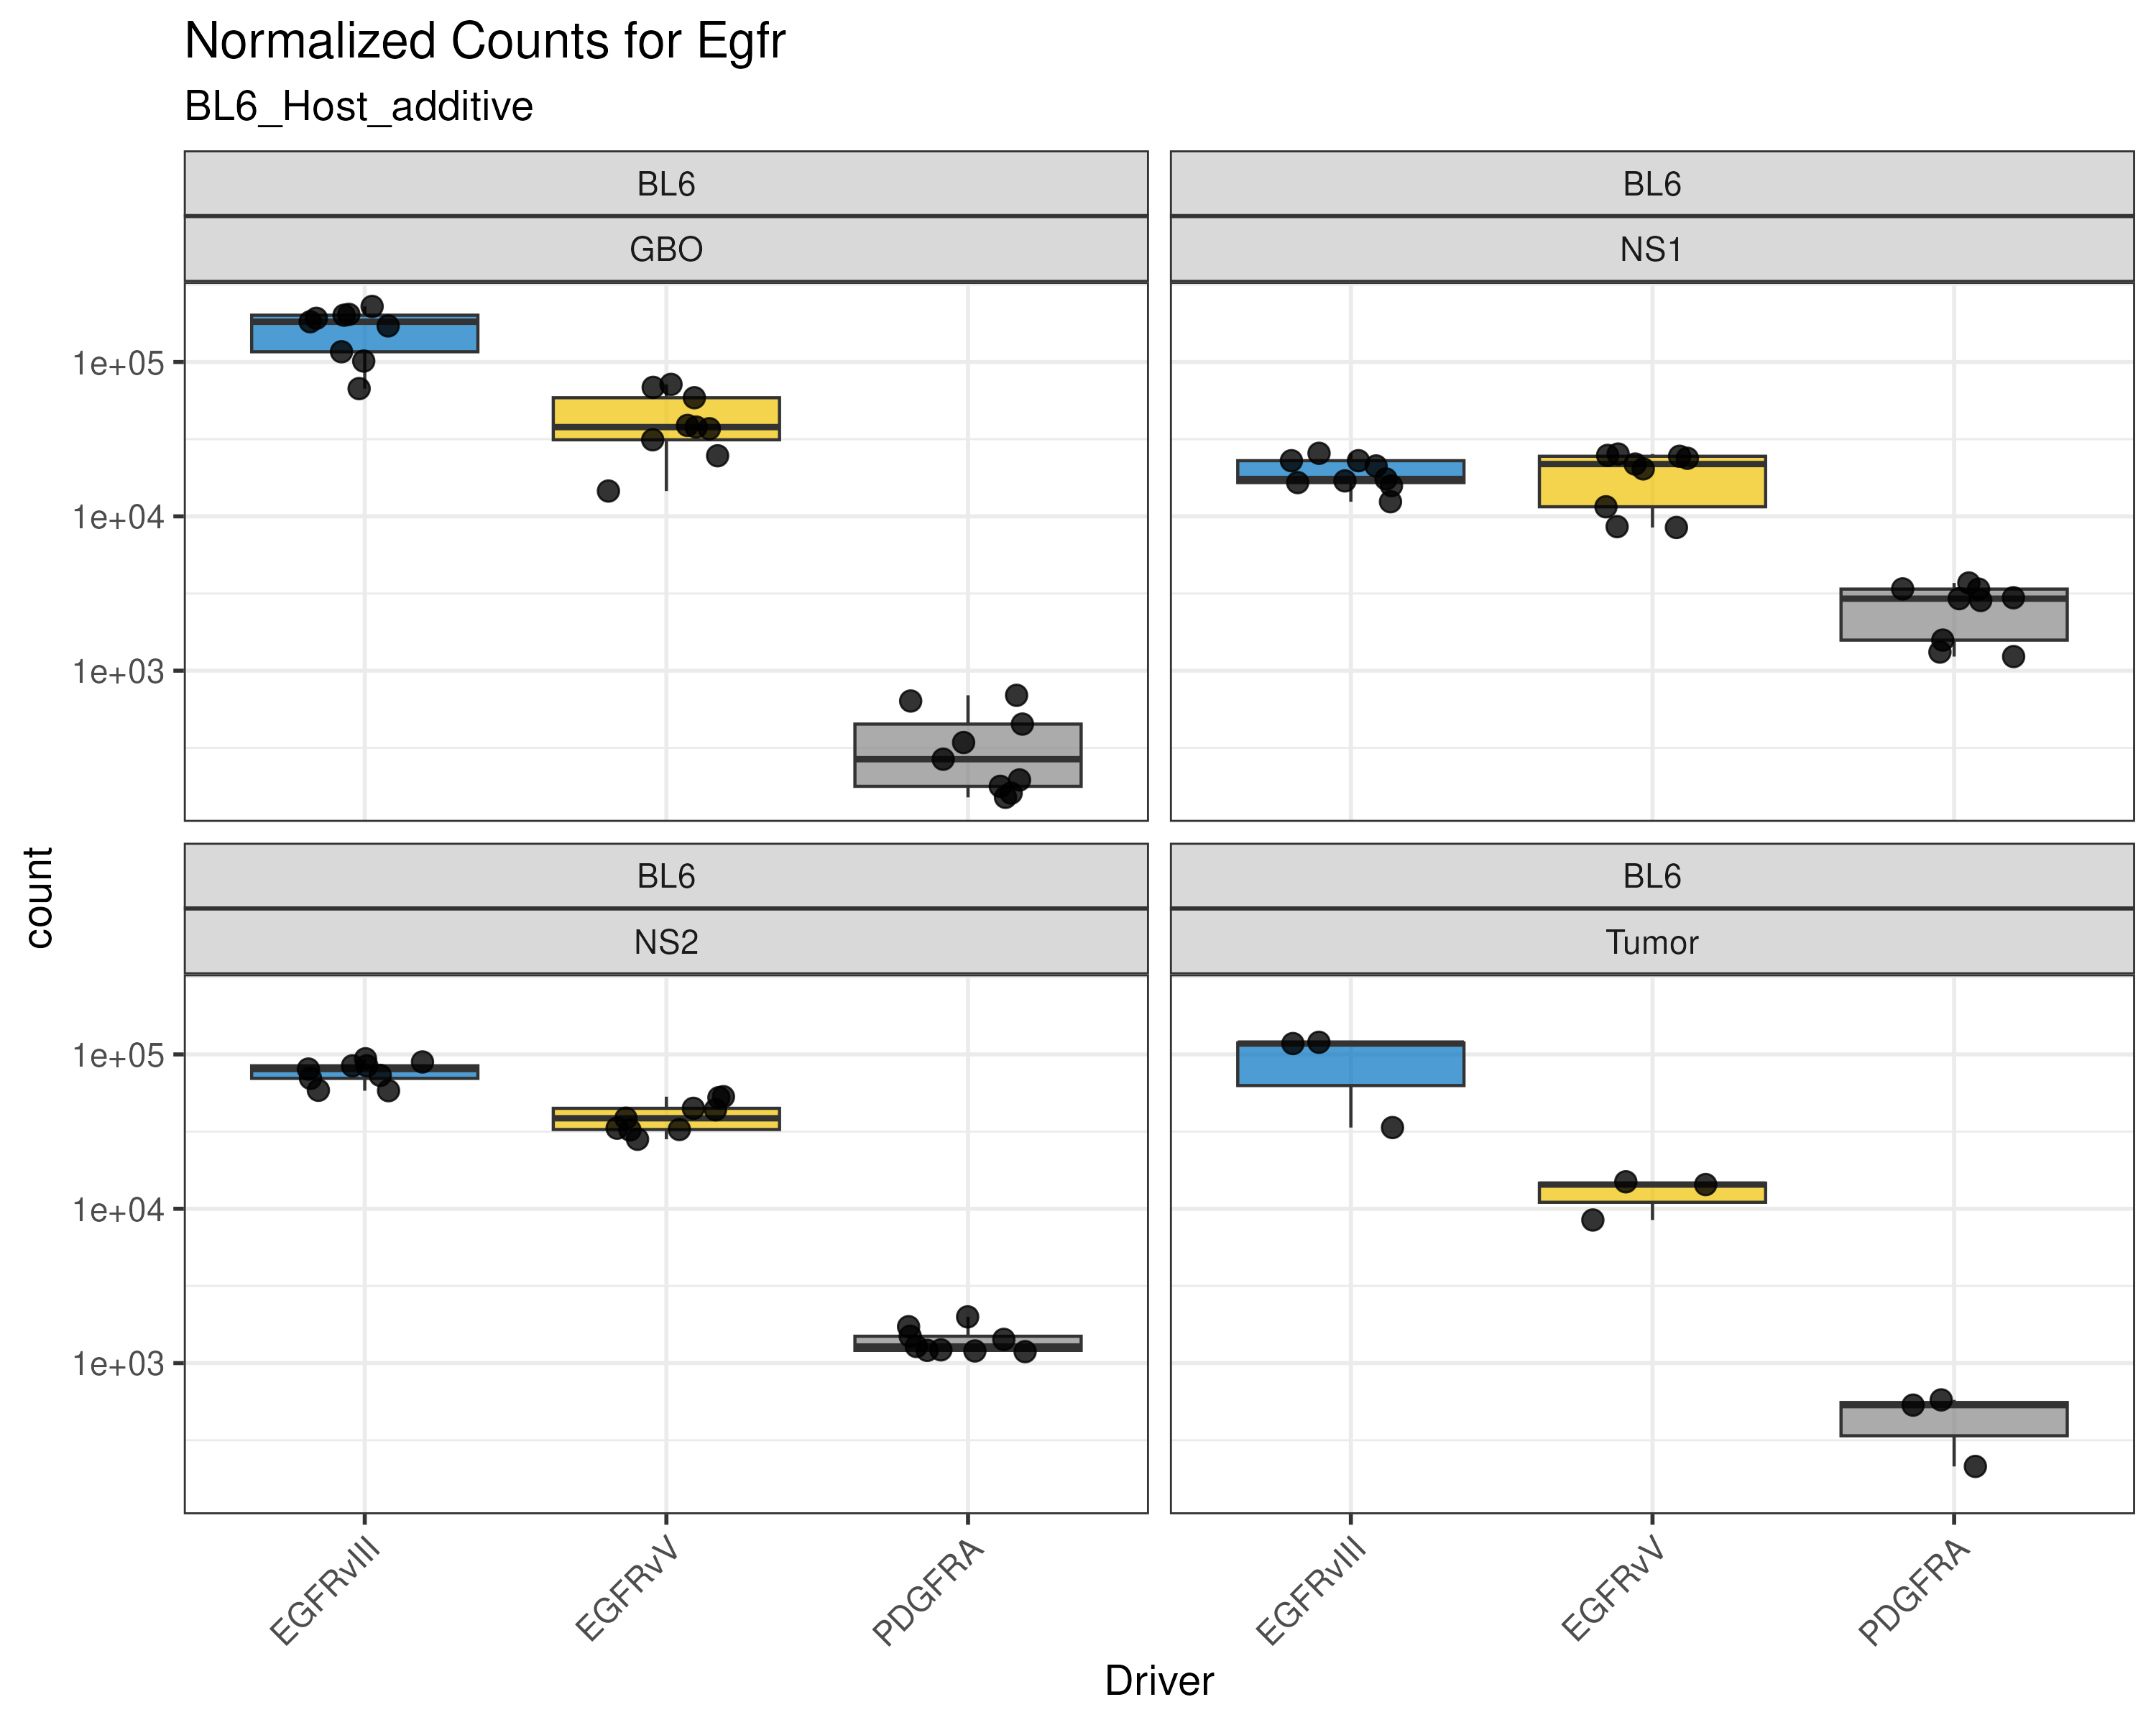 Normalized Counts for Egfr
BL6_Host_additive
BL6
BL6
GBO
NS1
1e+05
1e+04
1e+03
BL6
BL6
NS2
Tumor
1e+05
1e+04
1e+03
count
EGFRvIII
EGFRvV
PDGFRA
EGFRvIII
EGFRvV
PDGFRA
Driver